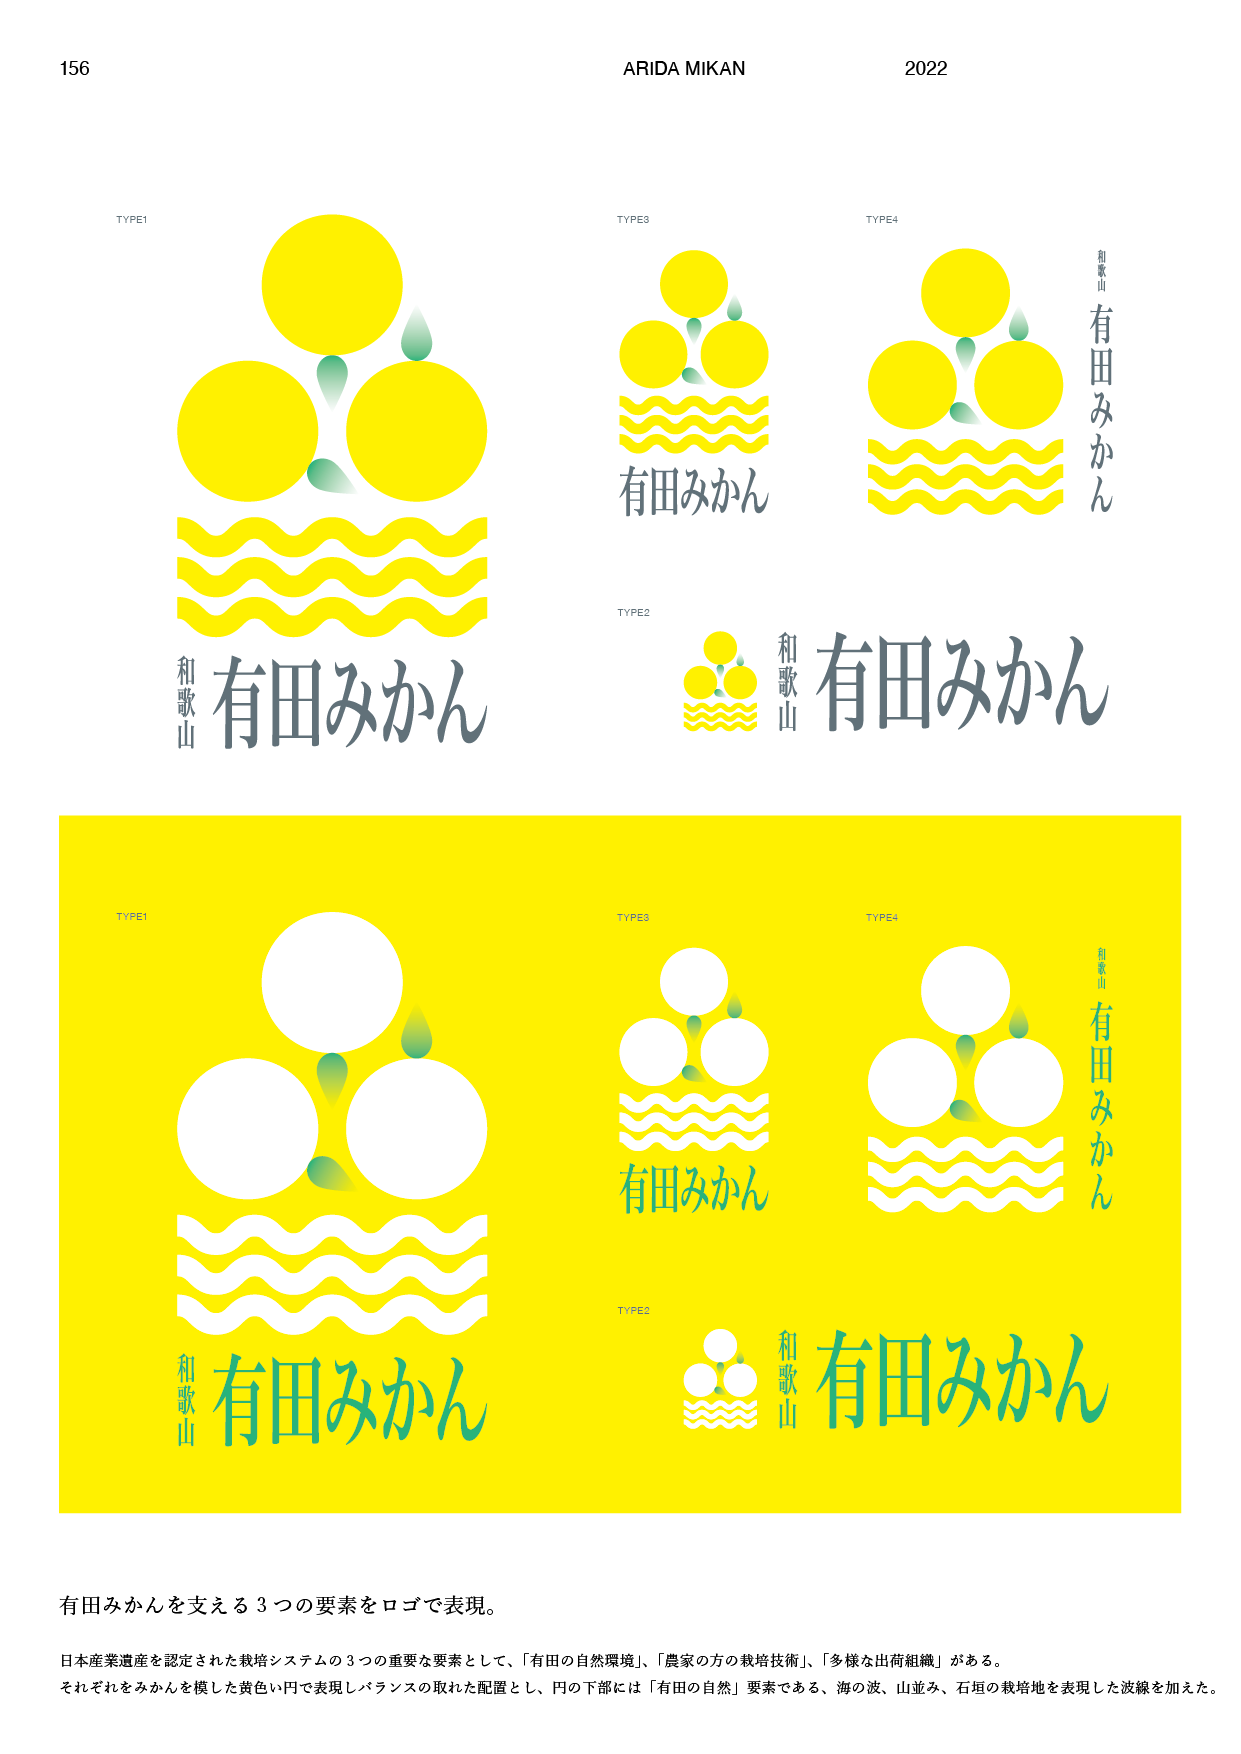 156
ARIDA MIKAN
2022
TYPE1
和歌山
有田みかん
TYPE3
有田みかん
TYPE4
和歌山
有田みかん
TYPE2
和歌山
有田みかん
TYPE1
和歌山
有田みかん
TYPE3
有田みかん
TYPE4
和歌山
有田みかん
TYPE2
和歌山
有田みかん
有田みかんを支える3つの要素をロゴで表現。
日本産業遺産を認定された栽培システムの3つの重要な要素として、「有田の自然環境」、「農家の方の栽培技術」、「多様な出荷組織」がある。
それぞれをみかんを模した黄色い円で表現しバランスの取れた配置とし、円の下部には「有田の自然」要素である、海の波、山並み、石垣の栽培地を表現した波線を加えた。